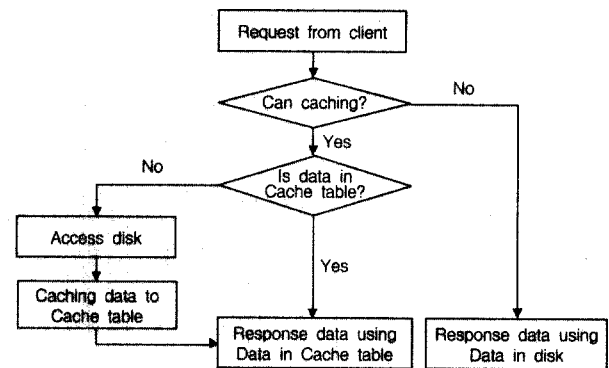 Request from client
Can caching?
No
Yes
No
Is data in
Cache table?
Access disk
Yes
Caching data to
Cache table
Response data using
Data in Cache table
Response data using
Data in disk